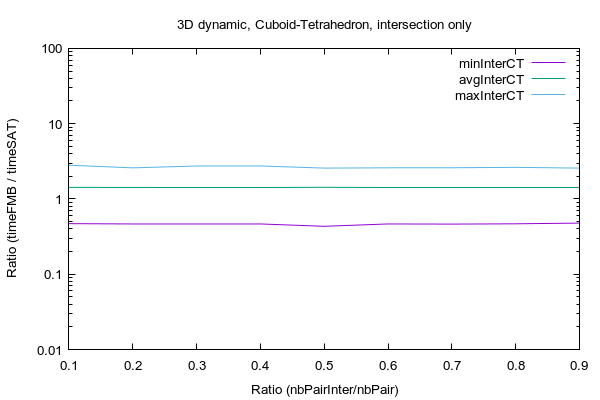 3D dynamic, Cuboid-Tetrahedron, intersection only
100
10
1
0.1
0.01
Ratio (timeFMB / timeSAT)
minInterCT
avgInterCT
maxInterCT
0.1 0.2 0.3 0.4 0.5 0.6 0.7 0.8 0.9
Ratio (nbPairInter/nbPair)